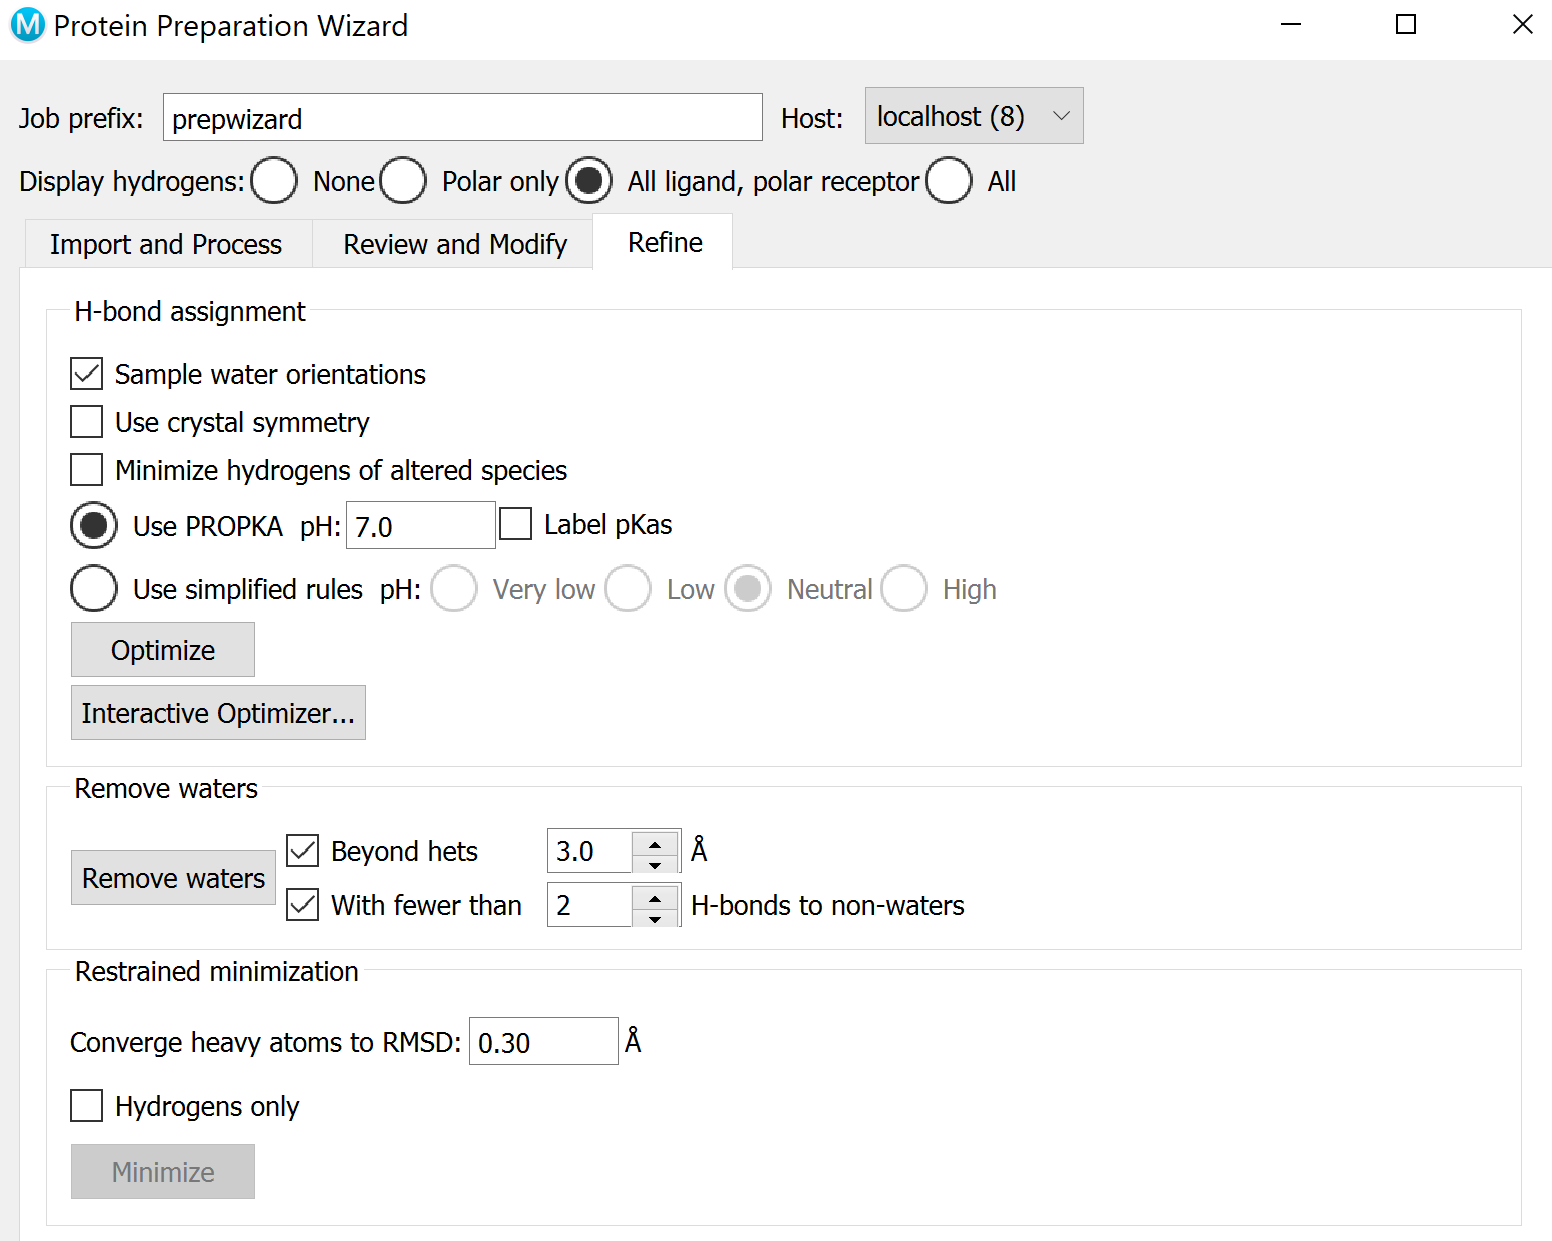 M Protein Preparation Wizard
Job prefix: prepwizard Host: localhost (8)
Display hydrogens: None Polar only All ligand, polar receptor All
Import and Process Review and Modify Refine
H-bond assignment
Sample water orientations
Use crystal symmetry
Minimize hydrogens of altered species
Use PROPKA pH: 7.0 Label pKas
Use simplified rules pH: Very low Low Neutral High
Optimize
Interactive Optimizer...
Remove waters
Beyond hets 3.0 Å
Remove waters
With fewer than 2 H-bonds to non-waters
Restrained minimization
Converge heavy atoms to RMSD: 0.30 Å
Hydrogens only
Minimize